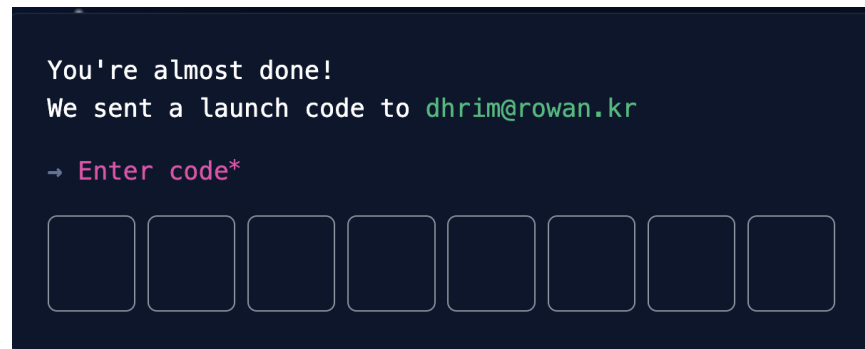 You're almost done!
We sent a launch code to dhrim@rowan.kr
→ Enter code*